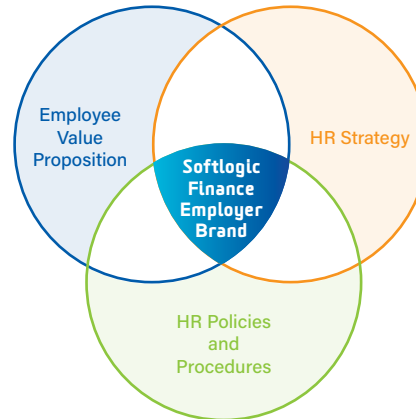 Employee
Value
Proposition
HR Strategy
Softlogic
Finance
Employer
Brand
HR Policies
and
Procedures